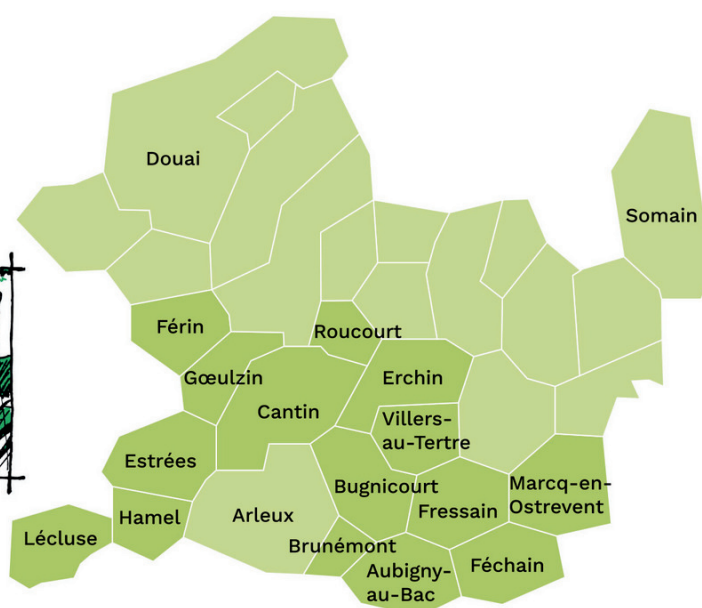 Douai
Somain
Férin
Roucourt
Gœulzin
Erchin
Cantin
Villers-
au-Tertre
Estrées
Bugnicourt
Marcq-en-
Ostrevent
Fressain
Hamel
Arleux
Lécluse
Brunémont
Féchain
Aubigny-
au-Bac